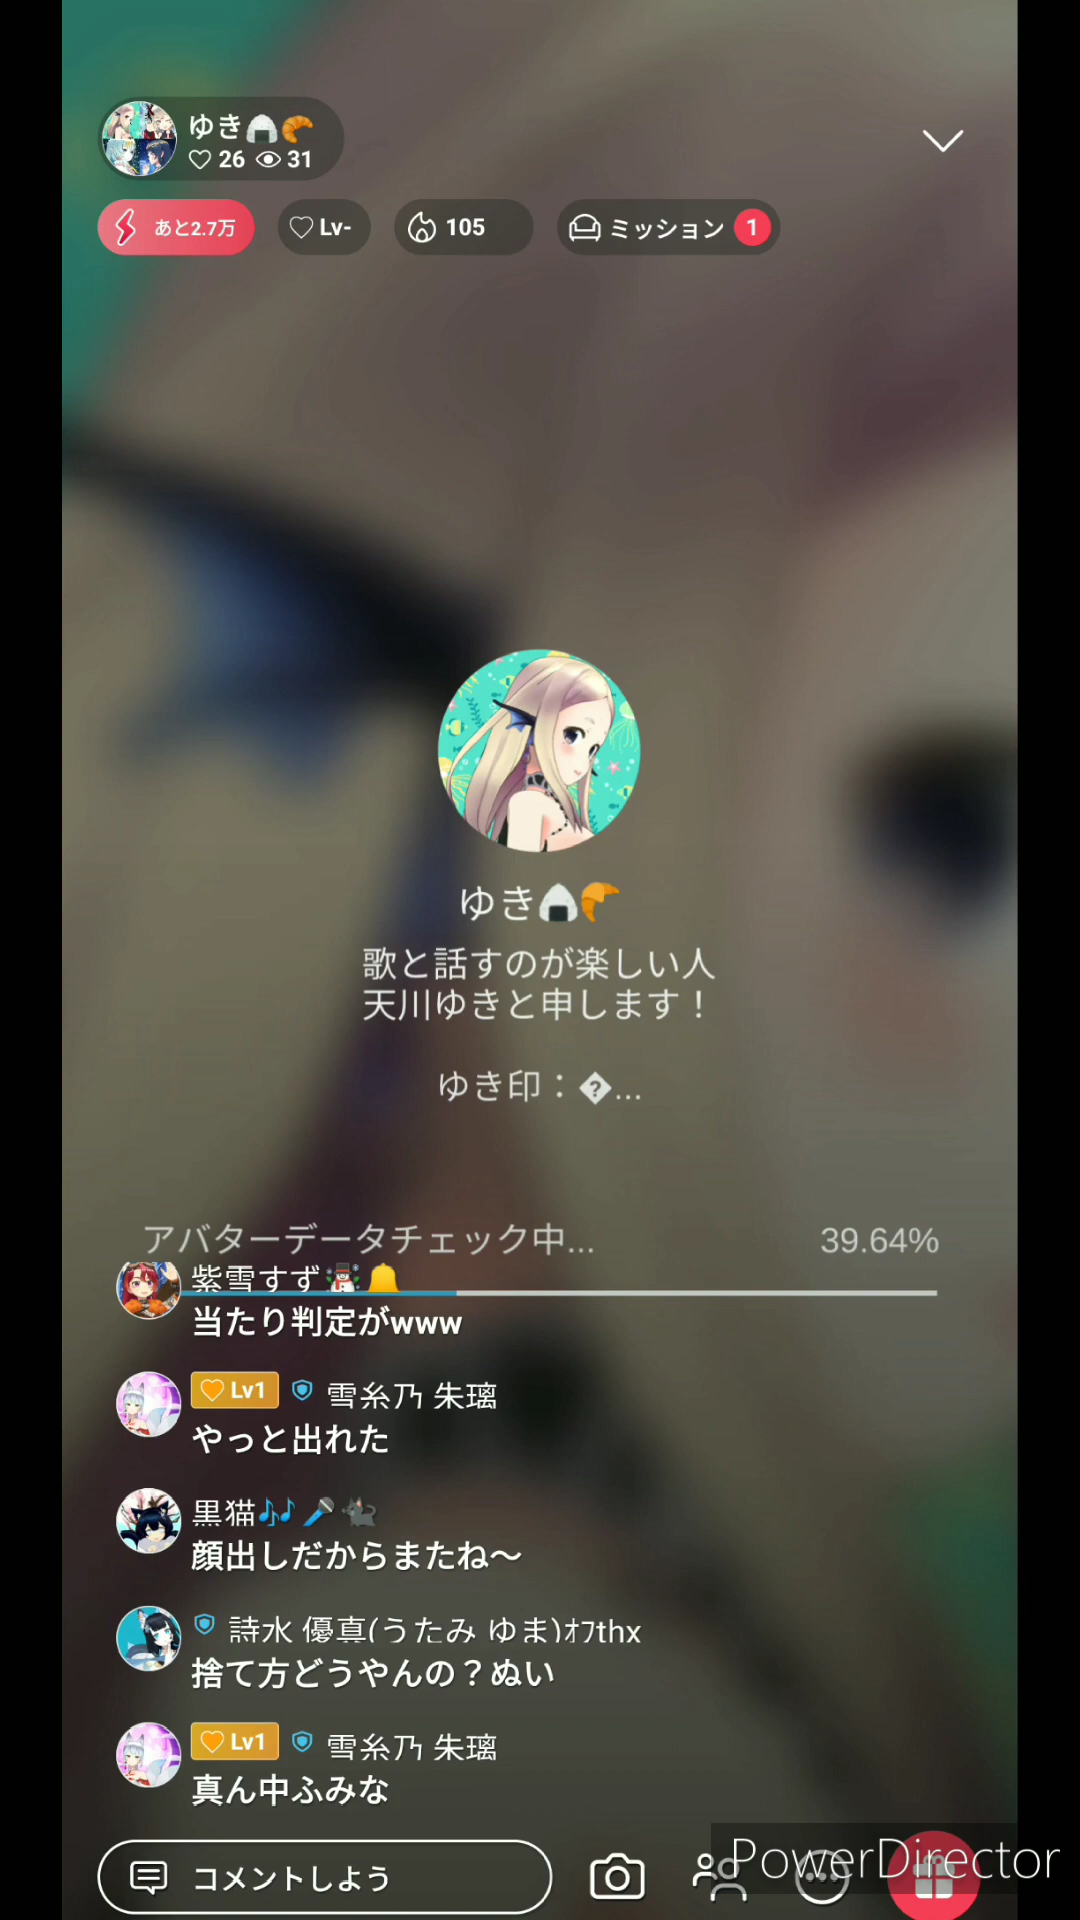 ゆき🍙🥐
26 31
あと2.7万 Lv- 105 ミッション 1
ゆき🍙🥐
歌と話すのが楽しい人
天川ゆきと申します！
ゆき印：�...
アバターデータチェック中... 39.64%
紫雪すず☃️🔔
当たり判定がwww
Lv1 雪糸乃 朱璃
やっと出れた
黒猫🎶🎤🐈‍⬛
顔出しだからまたね〜
詩水 優真(うたみ ゆま)ｵﾌthx
捨て方どうやんの？ぬい
Lv1 雪糸乃 朱璃
真ん中ふみな
コメントしよう
PowerDirector